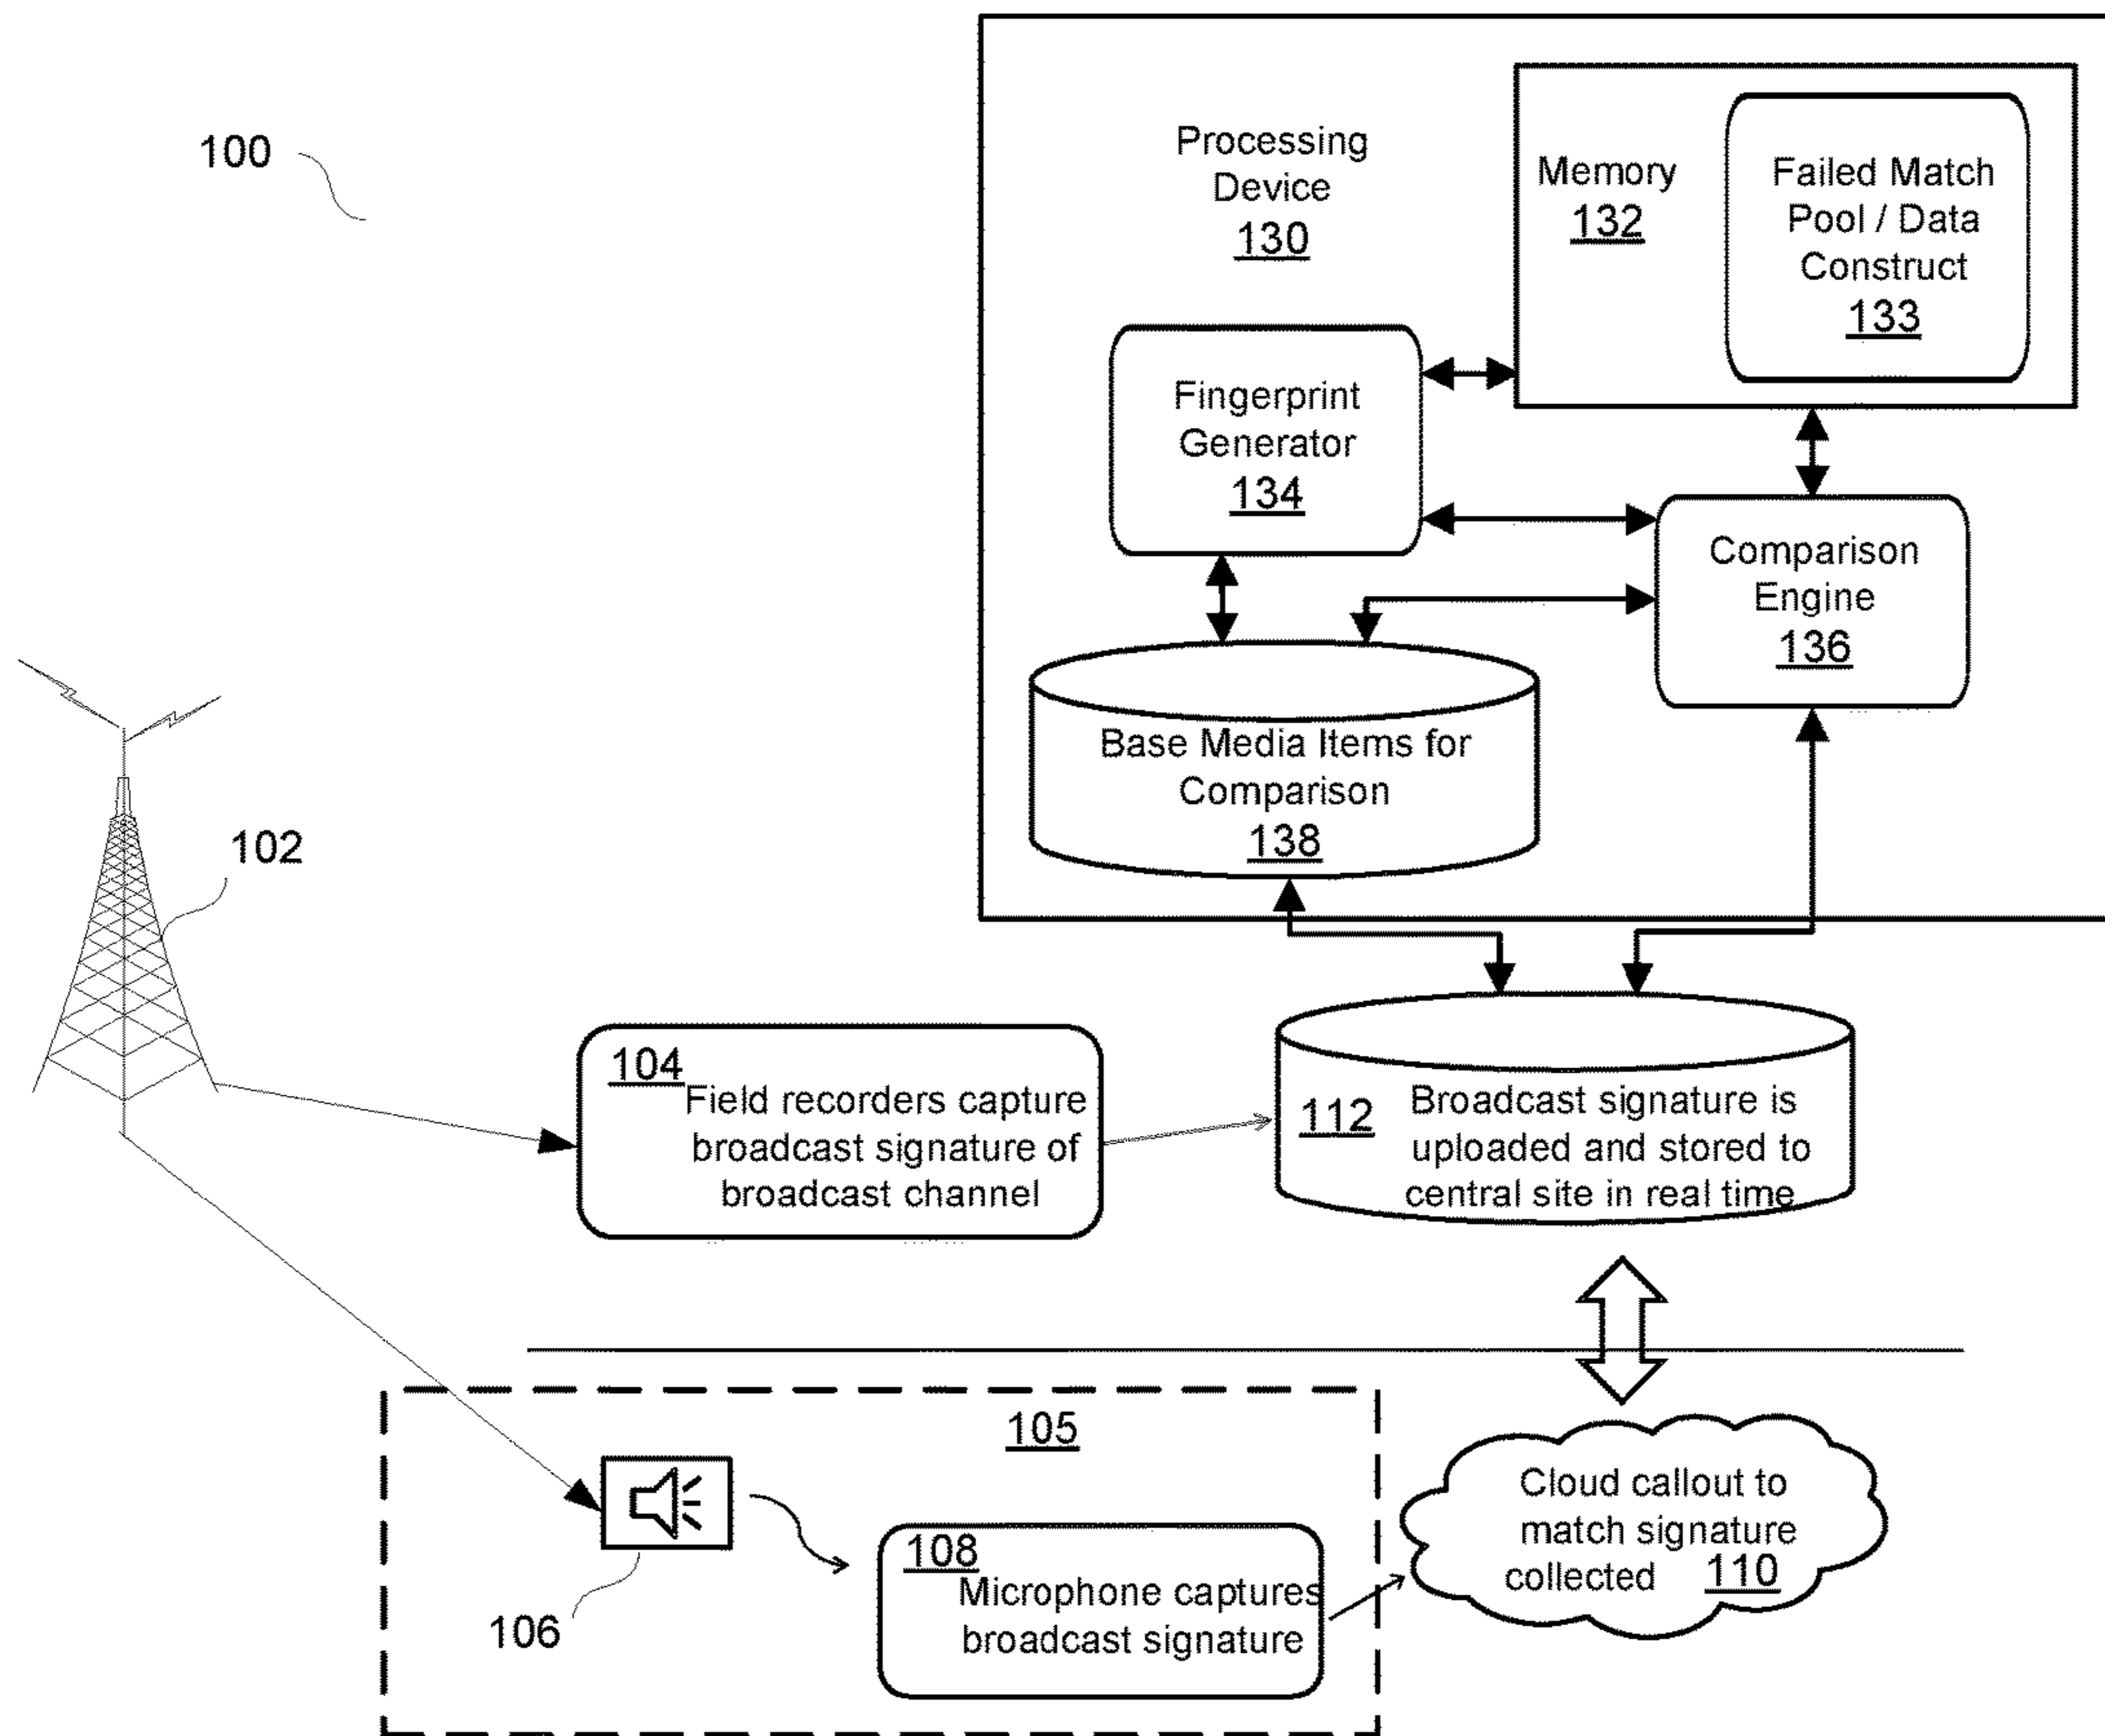 100
Processing
Device
130
Memory
132
Failed Match
Pool / Data
Construct
133
Fingerprint
Generator
134
Comparison
Engine
136
Base Media Items for
Comparison
138
102
104
Field recorders capture
broadcast signature of
broadcast channel
112
Broadcast signature is
uploaded and stored to
central site in real time
105
106
108
Microphone captures
broadcast signature
Cloud callout to
match signature
collected 110